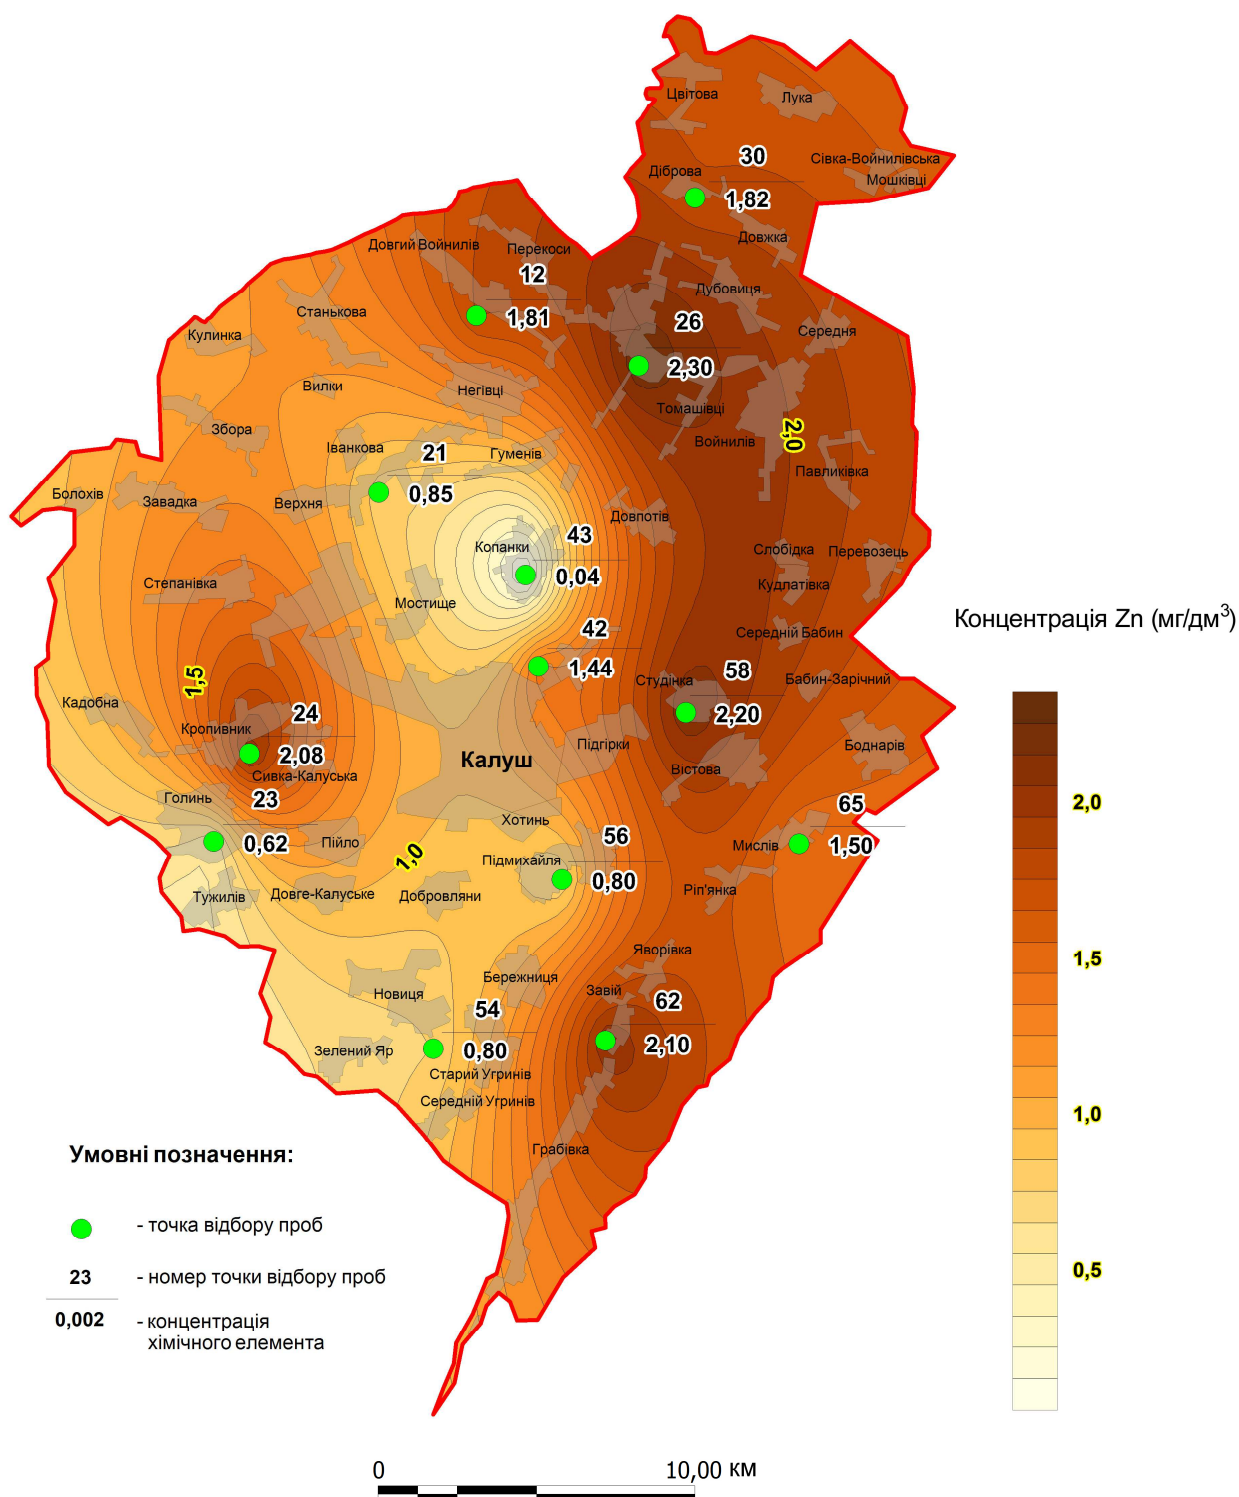 Цвітова
Лука
30
Сівка-Войнилівська
Діброва
Мошківці
1,82
Довжка
Довгий Войнилів
Перекоси
12
Дубовиця
Станькова
1,81
26
Середня
Кулинка
2,30
Вилки
Негівці
Томашівці
Збора
2,0
Войнилів
Іванкова
21
Гуменів
Павликівка
Болохів
Завадка
Верхня
0,85
Довпотів
43
Копанки
Слобідка
Перевозець
0,04
Степанівка
Кудлатівка
Мостище
42
Середній Бабин
Концентрація Zn (мг/дм³)
1,44
58
1,5
Студінка
Бабин-Зарічний
Кадобна
24
2,20
Кропивник
Підгірки
Боднарів
2,08
Калуш
Вістова
Сивка-Калуська
Голинь
23
65
2,0
Хотинь
0,62
Пійло
56
Мислів
1,50
1,0
Підмихайля
0,80
Ріп'янка
Тужилів
Довге-Калуське
Добровляни
Яворівка
1,5
Бережниця
Новиця
Завій
62
54
Зелений Яр
0,80
2,10
Старий Угринів
Середній Угринів
1,0
Грабівка
Умовні позначення:
- точка відбору проб
23
- номер точки відбору проб
0,5
0,002
- концентрація
хімічного елемента
0
10,00 км